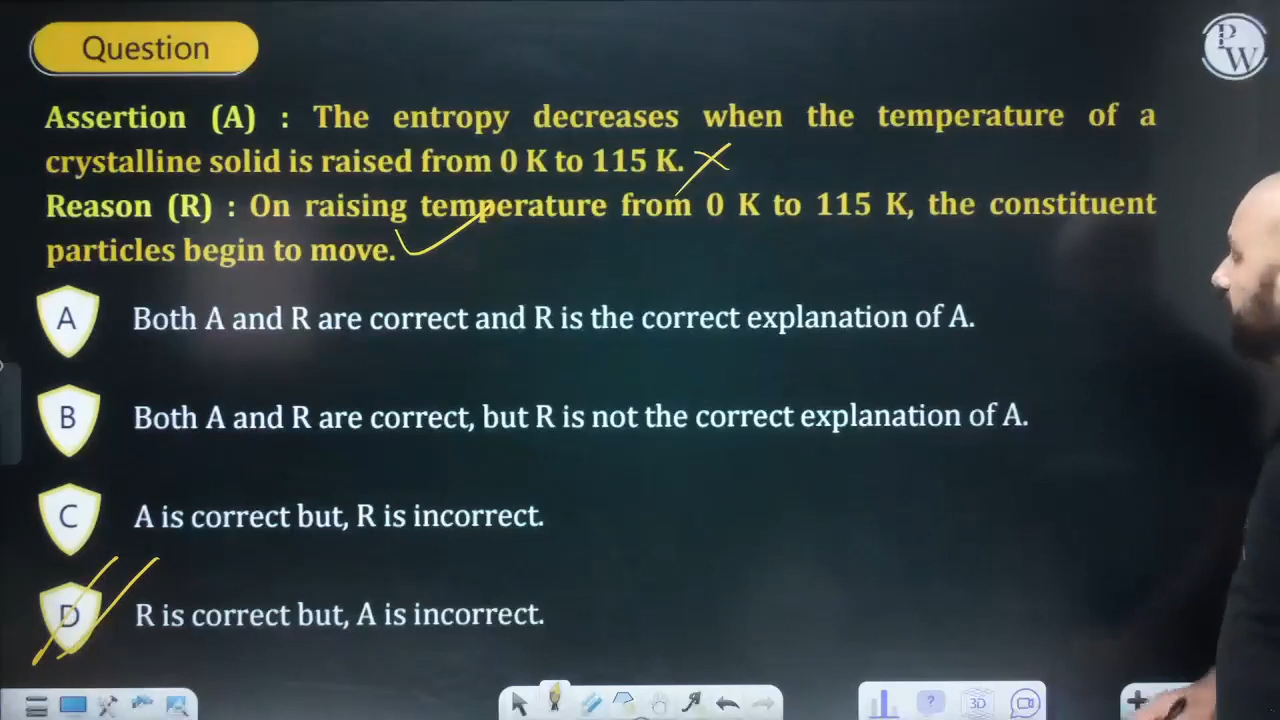 Question
PW
Assertion (A) : The entropy decreases when the temperature of a
crystalline solid is raised from 0 K to 115 K.
Reason (R) : On raising temperature from 0 K to 115 K, the constituent
particles begin to move.
A Both A and R are correct and R is the correct explanation of A.
B Both A and R are correct, but R is not the correct explanation of A.
C A is correct but, R is incorrect.
D R is correct but, A is incorrect.
? 3D